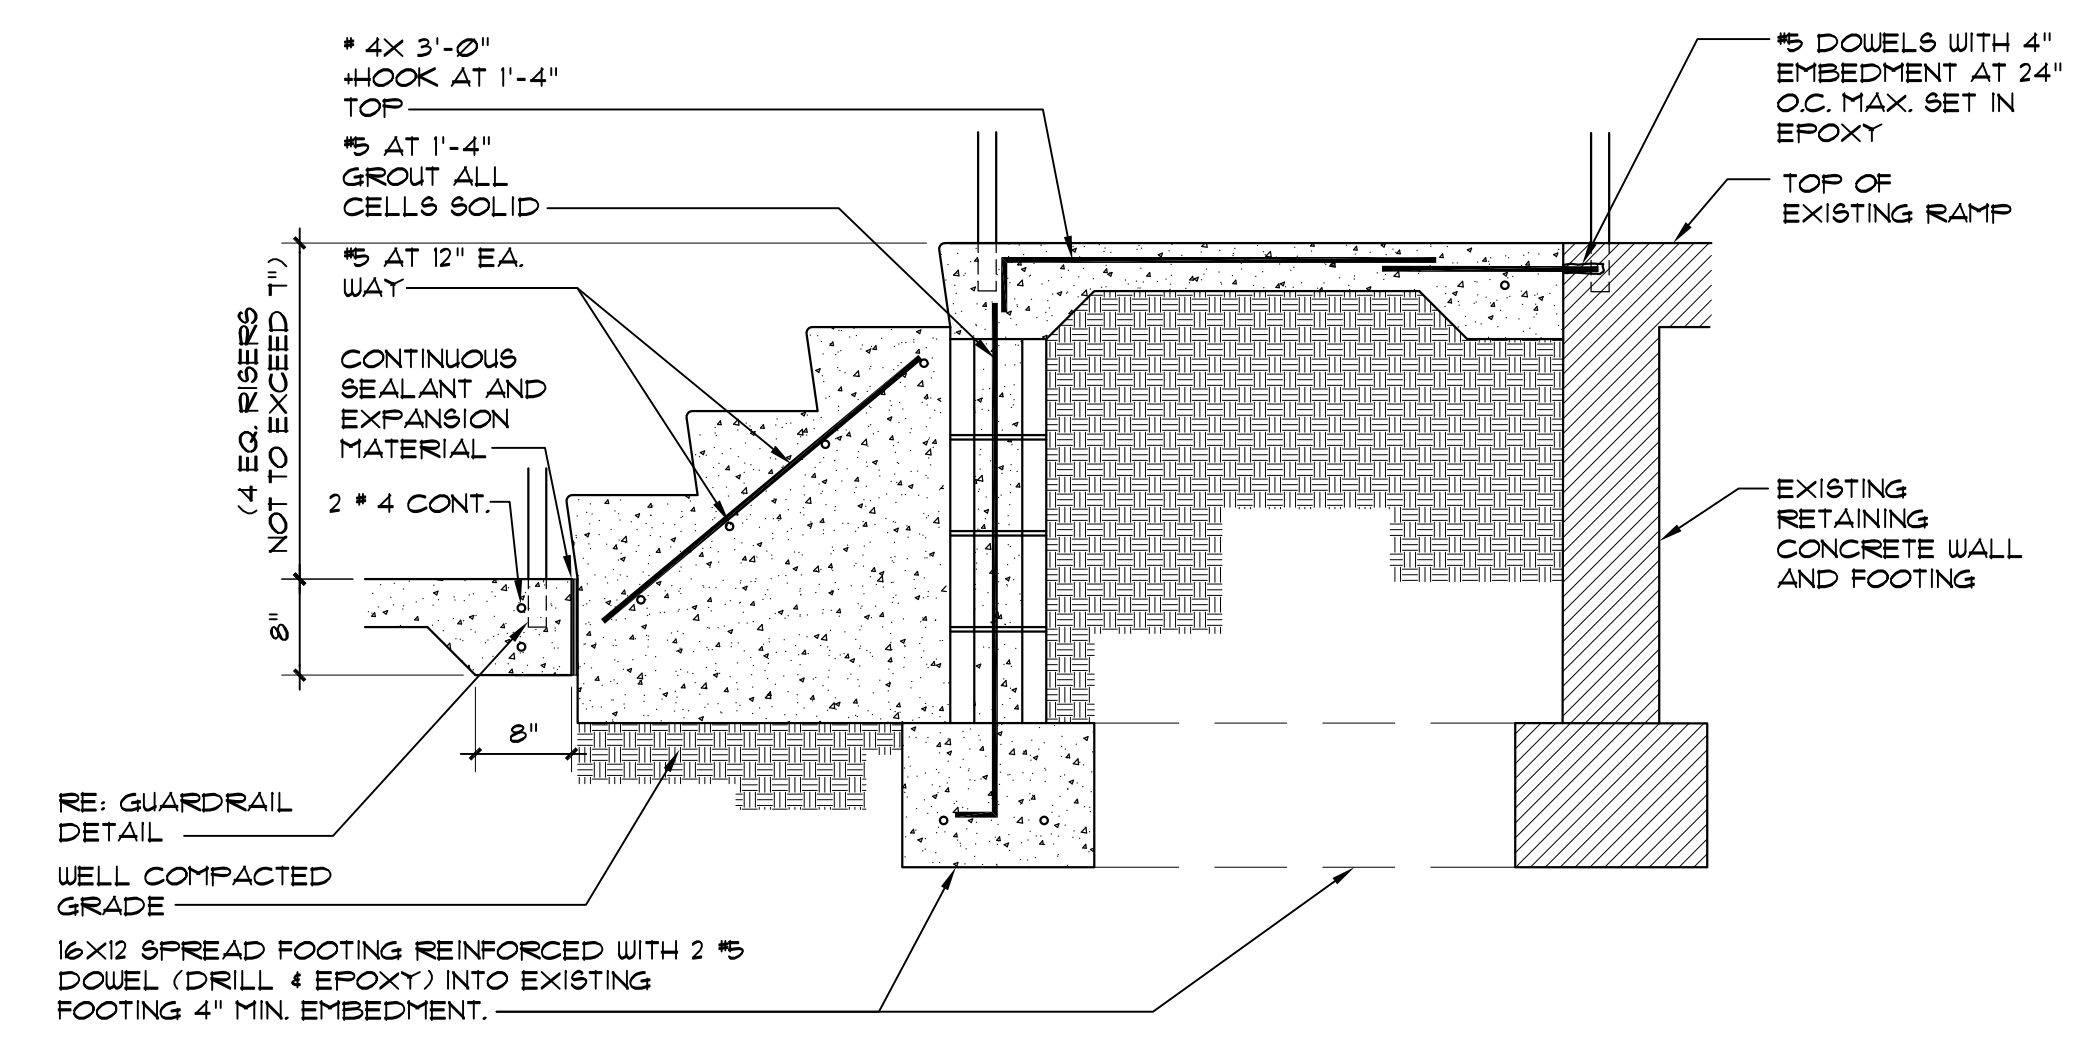 # 4X 3'-0"
+HOOK AT 1'-4"
TOP
#5 AT 1'-4"
GROUT ALL
CELLS SOLID
#5 AT 12" EA.
WAY
CONTINUOUS
SEALANT AND
EXPANSION
MATERIAL
2 # 4 CONT.
(4 EQ. RISERS
NOT TO EXCEED 7")
8"
8"
RE: GUARDRAIL
DETAIL
WELL COMPACTED
GRADE
16X12 SPREAD FOOTING REINFORCED WITH 2 #5
DOWEL (DRILL & EPOXY) INTO EXISTING
FOOTING 4" MIN. EMBEDMENT.
#5 DOWELS WITH 4"
EMBEDMENT AT 24"
O.C. MAX. SET IN
EPOXY
TOP OF
EXISTING RAMP
EXISTING
RETAINING
CONCRETE WALL
AND FOOTING